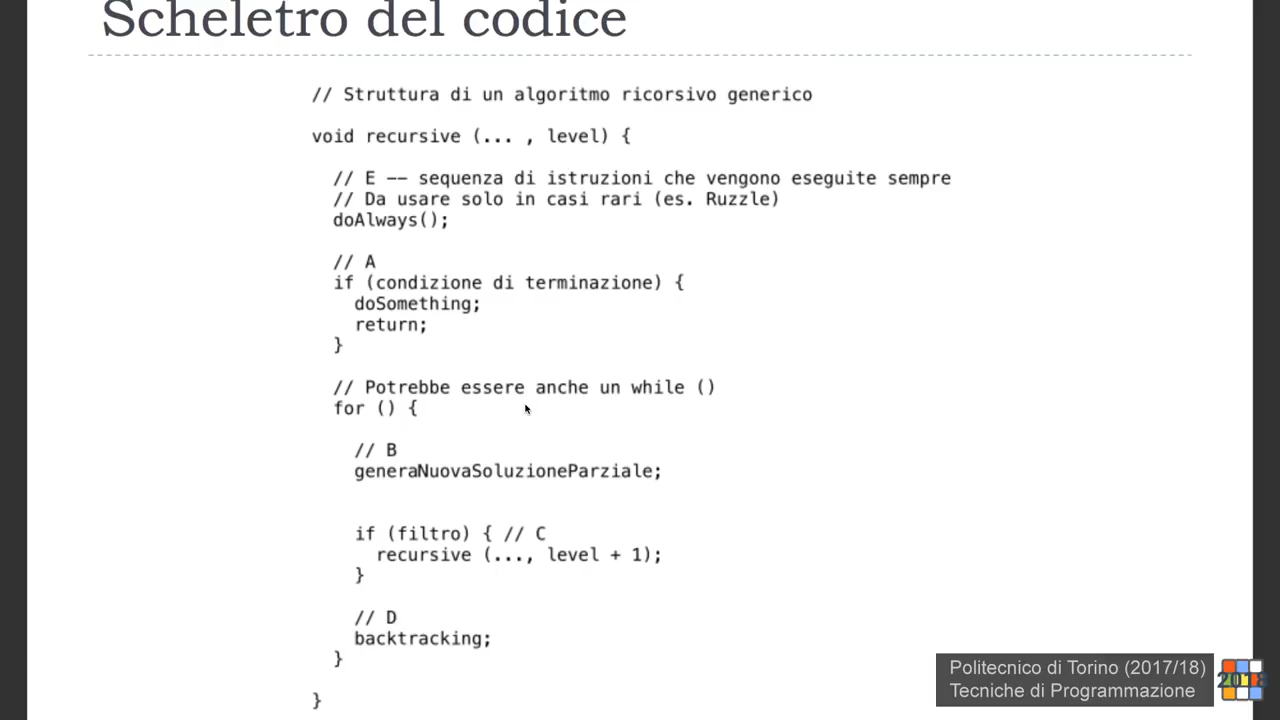 Scheletro del codice
// Struttura di un algoritmo ricorsivo generico
void recursive (... , level) {
// E -- sequenza di istruzioni che vengono eseguite sempre
// Da usare solo in casi rari (es. Ruzzle)
doAlways();
// A
if (condizione di terminazione) {
doSomething;
return;
}
// Potrebbe essere anche un while ()
for () {
// B
generaNuovaSoluzioneParziale;
if (filtro) { // C
recursive (..., level + 1);
}
// D
backtracking;
}
}
Politecnico di Torino (2017/18)
Tecniche di Programmazione
2018